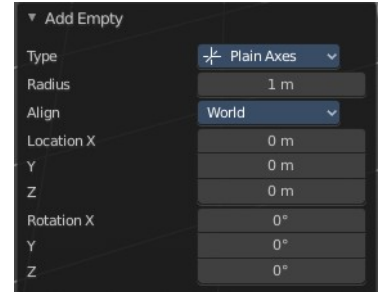 Add Empty
Type Plain Axes
Radius 1 m
Align World
Location X 0 m
Y 0 m
Z 0 m
Rotation X 0°
Y 0°
Z 0°